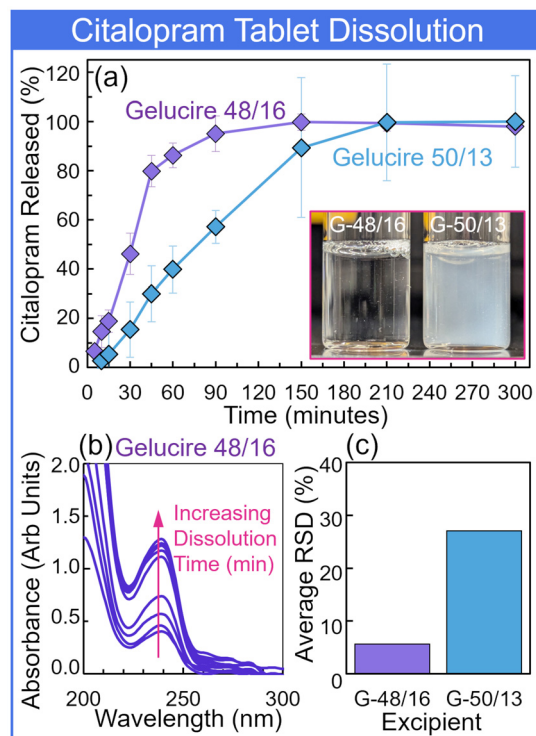 Citalopram Tablet Dissolution
(a)
Citalopram Released (%)
120
100
80
60
40
20
0
Gelucire 48/16
Gelucire 50/13
G-48/16 G-50/13
0 30 60 90 120 150 180 210 240 270 300
Time (minutes)
(b) Gelucire 48/16
Absorbance (Arb Units)
2.0
1.5
1.0
0.5
0.0
Increasing
Dissolution
Time (min)
200 250 300
Wavelength (nm)
(c)
Average RSD (%)
40
30
20
10
0
G-48/16 G-50/13
Excipient